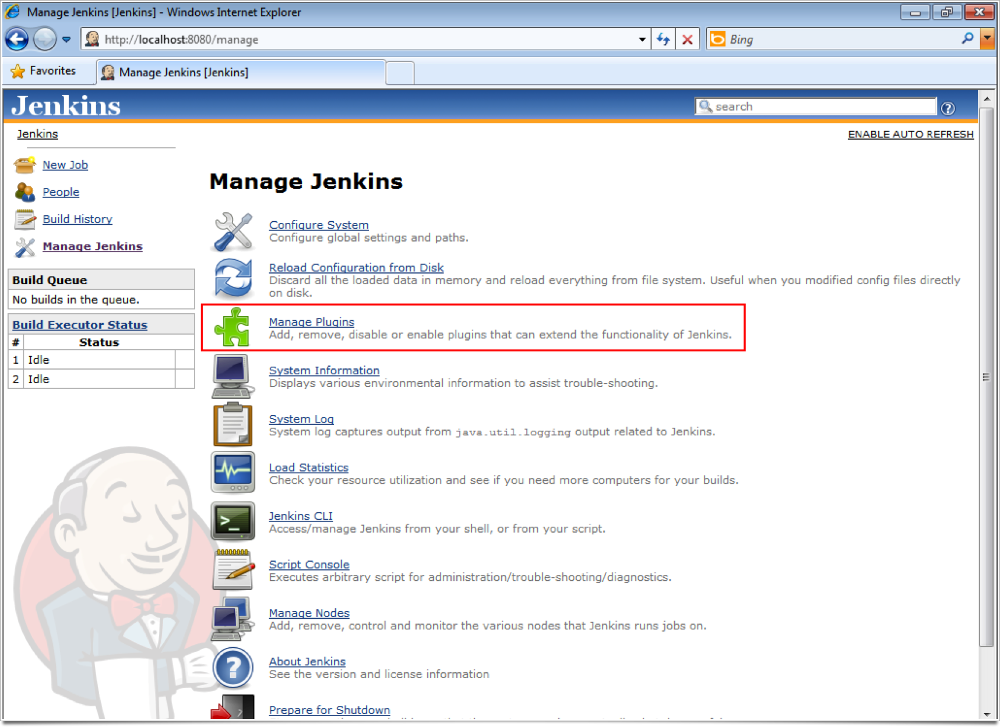 Manage Jenkins [Jenkins] - Windows Internet Explorer
http://localhost:8080/manage
Bing
Favorites
Manage Jenkins [Jenkins]
Jenkins
search
Jenkins
ENABLE AUTO REFRESH
New Job
People
Build History
Manage Jenkins
Build Queue
No builds in the queue.
Build Executor Status
# Status
1 Idle
2 Idle
Manage Jenkins
Configure System
Configure global settings and paths.
Reload Configuration from Disk
Discard all the loaded data in memory and reload everything from file system. Useful when you modified config files directly
on disk.
Manage Plugins
Add, remove, disable or enable plugins that can extend the functionality of Jenkins.
System Information
Displays various environmental information to assist trouble-shooting.
System Log
System log captures output from java.util.logging output related to Jenkins.
Load Statistics
Check your resource utilization and see if you need more computers for your builds.
Jenkins CLI
Access/manage Jenkins from your shell, or from your script.
Script Console
Executes arbitrary script for administration/trouble-shooting/diagnostics.
Manage Nodes
Add, remove, control and monitor the various nodes that Jenkins runs jobs on.
About Jenkins
See the version and license information
Prepare for Shutdown